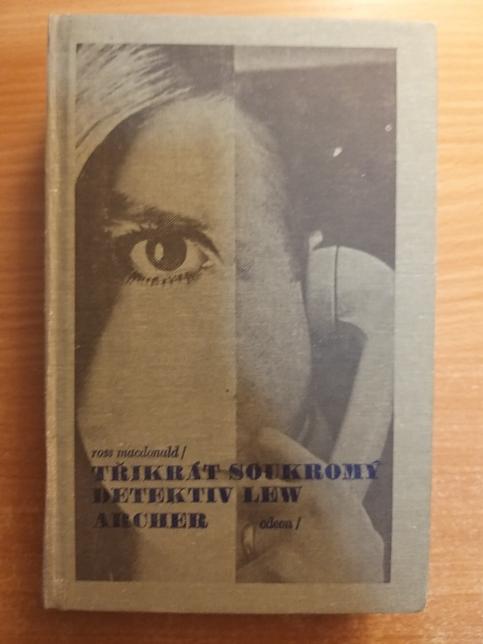 ross macdonald/
TŘIKRÁT SOUKROMÝ
DETEKTIV LEW
ARCHER
odeon/